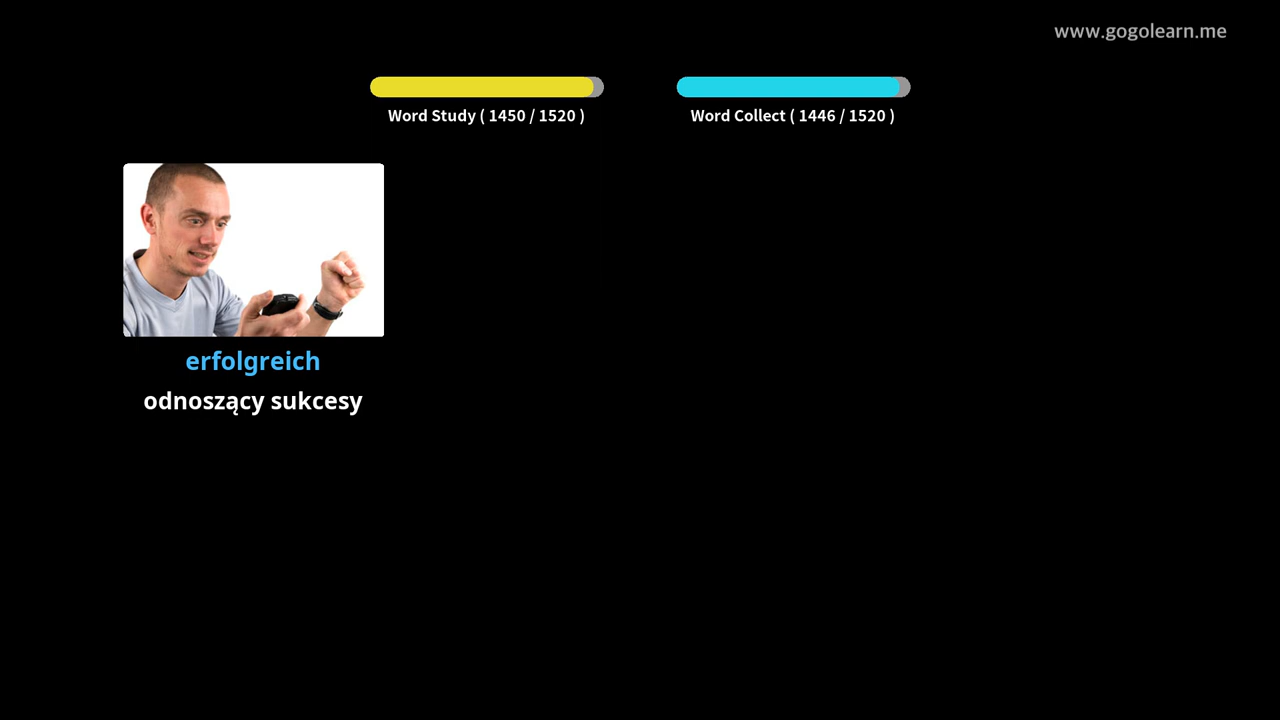 www.gogolearn.me
Word Study ( 1450 / 1520 )
Word Collect ( 1446 / 1520 )
erfolgreich
odnoszący sukcesy